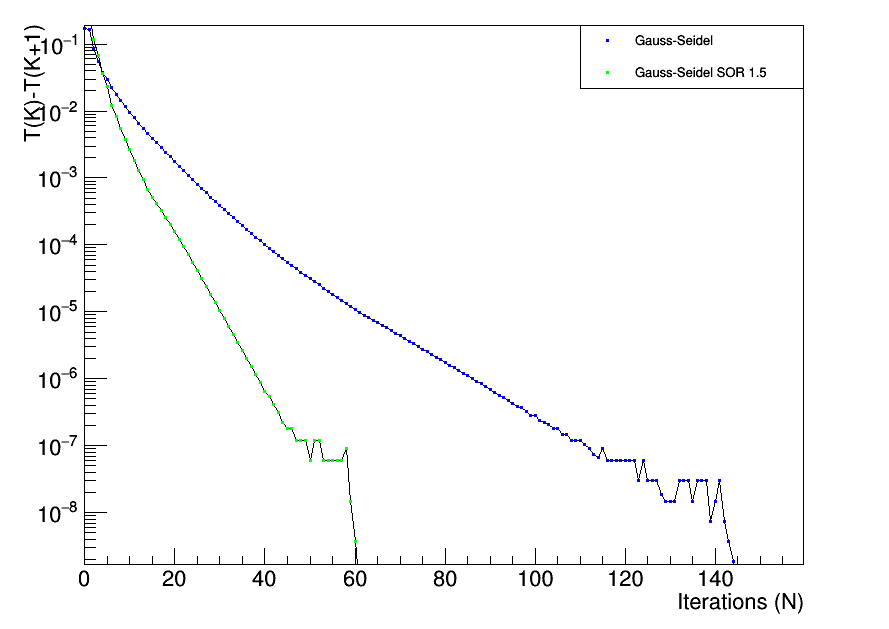 T(K)-T(K+1)
10⁻¹
10⁻²
10⁻³
10⁻⁴
10⁻⁵
10⁻⁶
10⁻⁷
10⁻⁸
Gauss-Seidel
Gauss-Seidel SOR 1.5
0 20 40 60 80 100 120 140
Iterations (N)